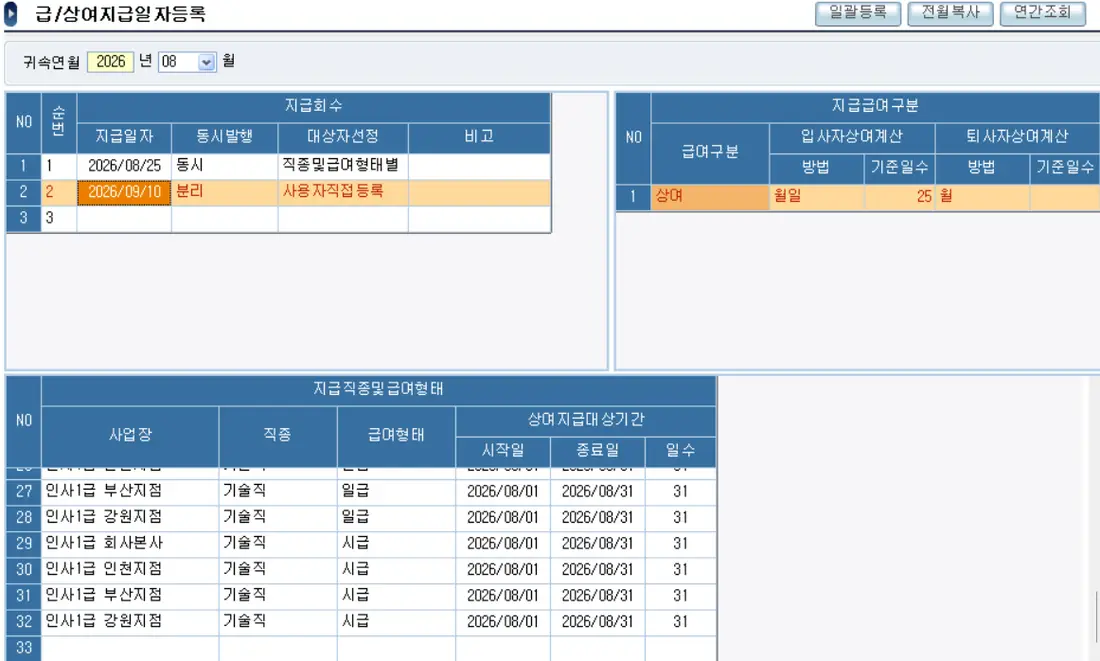 급/상여지급일자등록
일괄등록 전월복사 연간조회
귀속연월 2026 년 08 월
NO 순번 지급회수
지급일자 동시발행 대상자선정 비고
1 1 2026/08/25 동시 직종및급여형태별
2 2 2026/09/10 분리 사용자직접등록
3 3
NO 지급급여구분
급여구분 입사자상여계산 퇴사자상여계산
방법 기준일수 방법 기준일수
1 상여 월일 25 월
NO 지급직종및급여형태
사업장 직종 급여형태 상여지급대상기간
시작일 종료일 일수
27 인사1급 부산지점 기술직 일급 2026/08/01 2026/08/31 31
28 인사1급 강원지점 기술직 일급 2026/08/01 2026/08/31 31
29 인사1급 회사본사 기술직 시급 2026/08/01 2026/08/31 31
30 인사1급 인천지점 기술직 시급 2026/08/01 2026/08/31 31
31 인사1급 부산지점 기술직 시급 2026/08/01 2026/08/31 31
32 인사1급 강원지점 기술직 시급 2026/08/01 2026/08/31 31
33